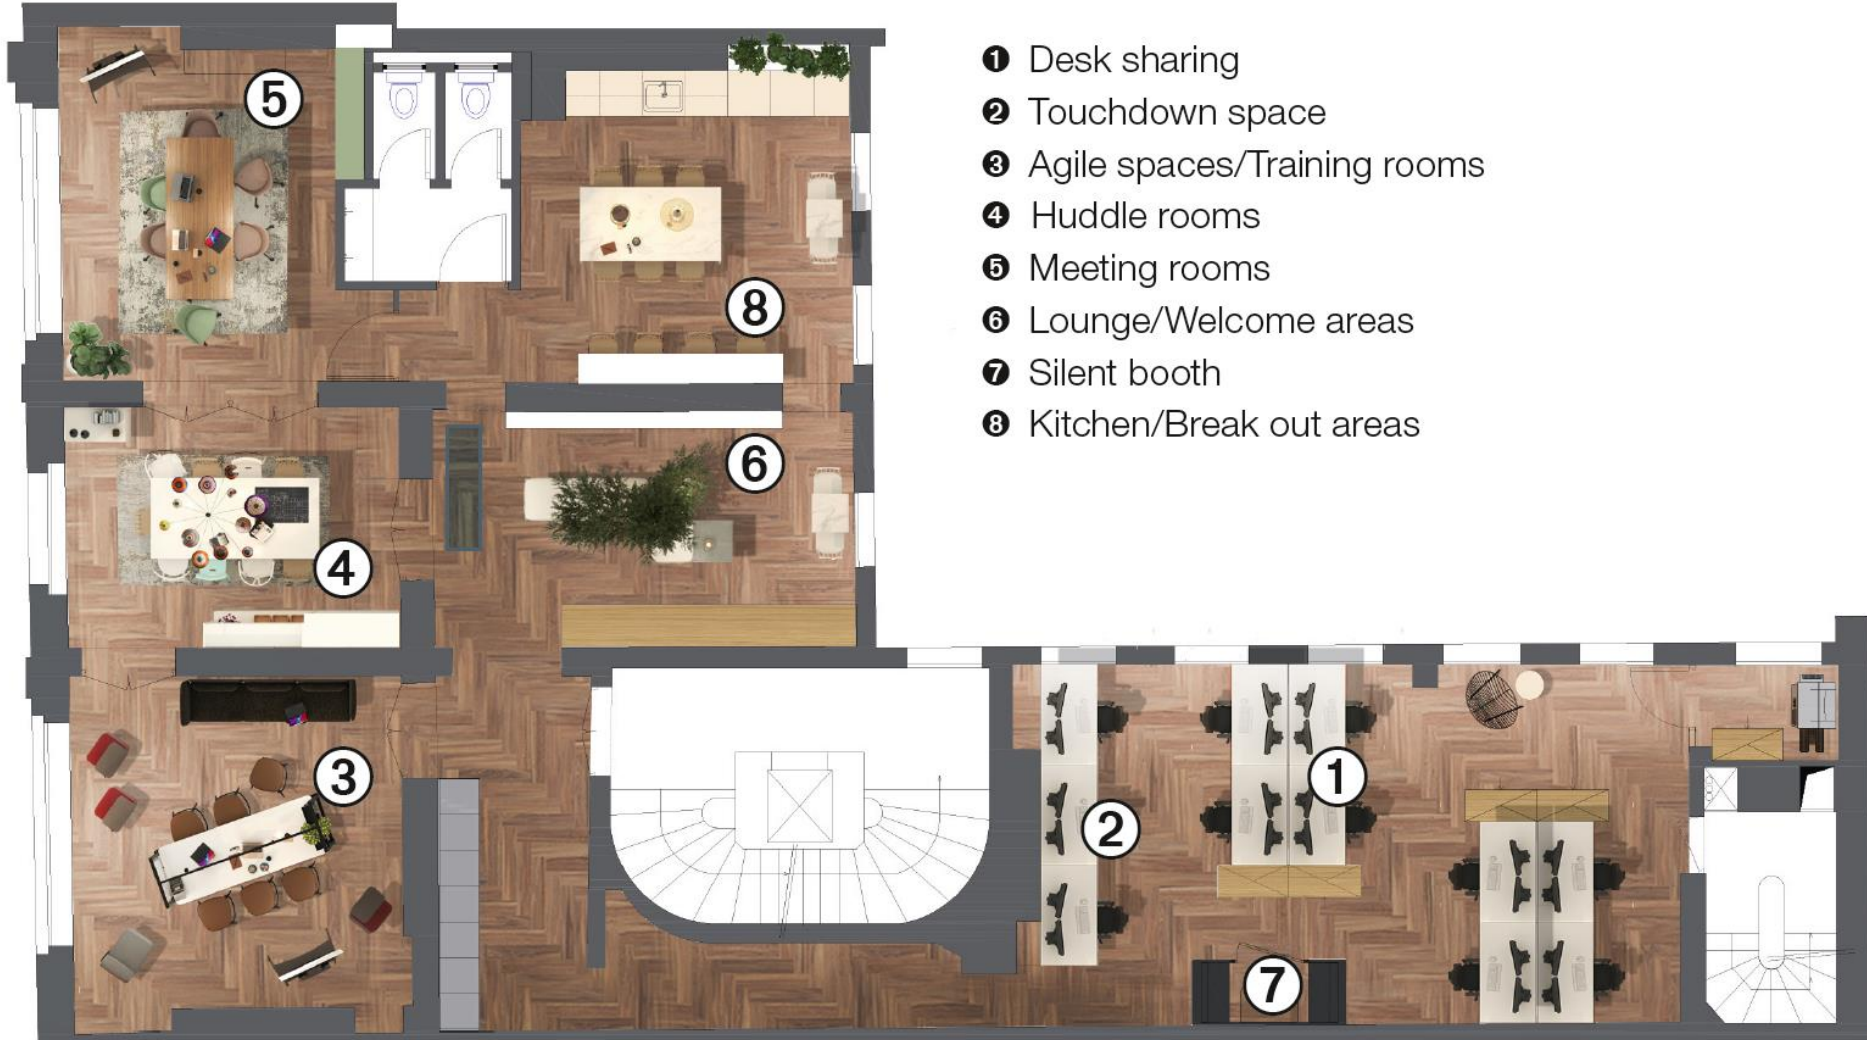 ❶ Desk sharing
❷ Touchdown space
❸ Agile spaces/Training rooms
❹ Huddle rooms
❺ Meeting rooms
❻ Lounge/Welcome areas
❼ Silent booth
❽ Kitchen/Break out areas
5
8
6
4
3
1
2
7